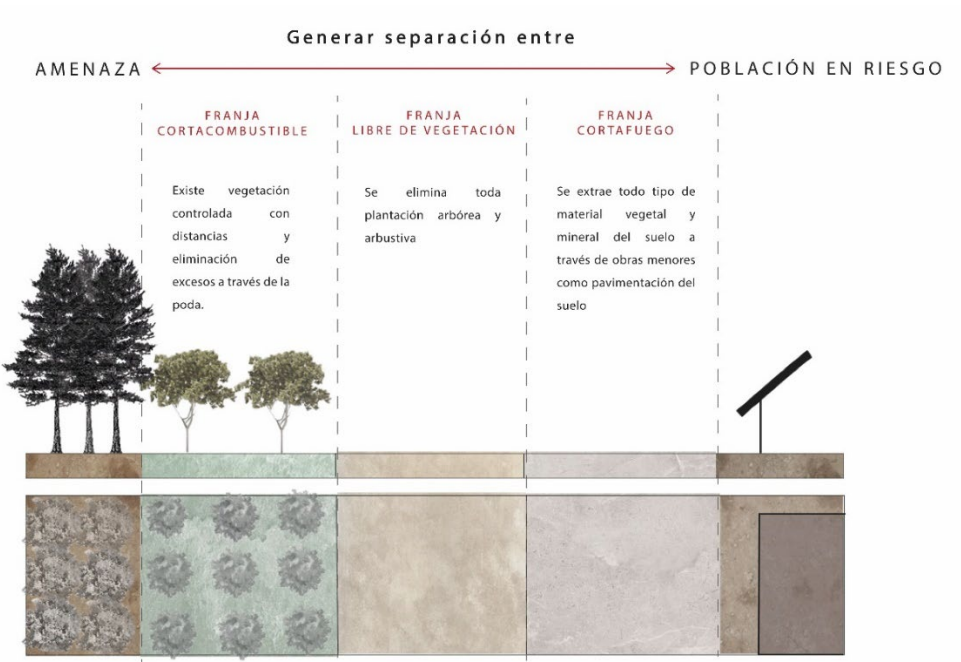 Generar separación entre
AMENAZA
POBLACIÓN EN RIESGO
FRANJA
CORTACOMBUSTIBLE
Existe vegetación
controlada con
distancias y
eliminación de
excesos a través de la
poda.
FRANJA
LIBRE DE VEGETACIÓN
Se elimina toda
plantación arbórea y
arbustiva
FRANJA
CORTAFUEGO
Se extrae todo tipo de
material vegetal y
mineral del suelo a
través de obras menores
como pavimentación del
suelo